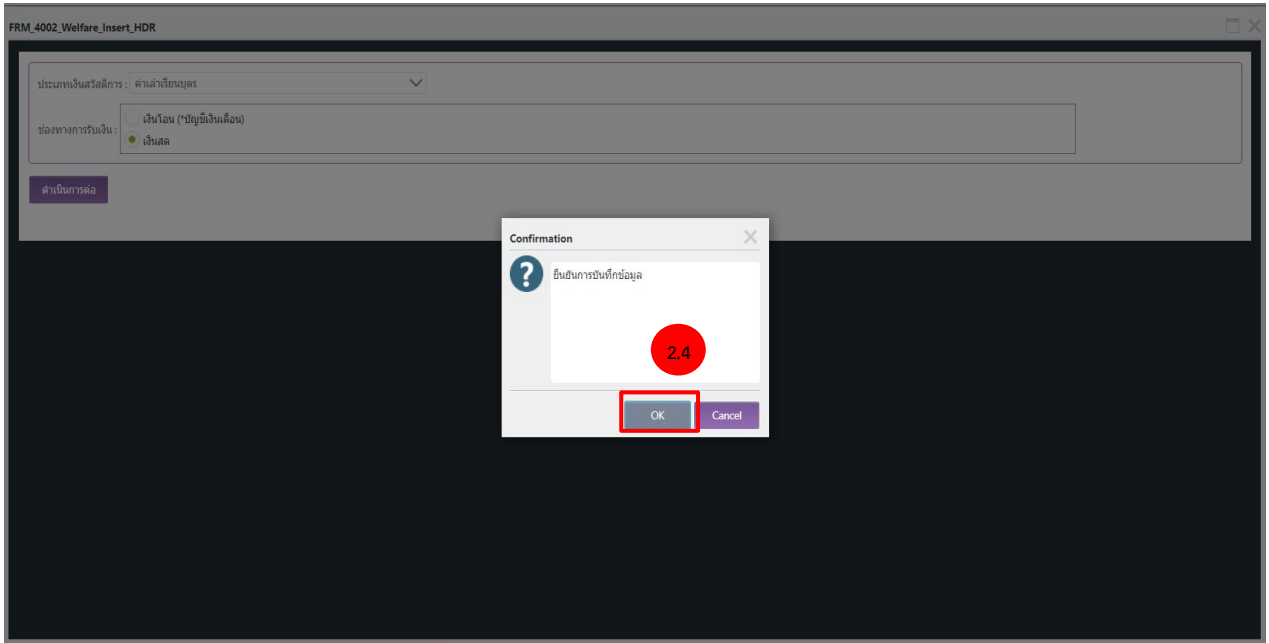 FRM_4002_Welfare_Insert_HDR
ประเภทเงินสวัสดิการ : ค่าเล่าเรียนบุตร
ช่องทางการรับเงิน :
เงินโอน (*บัญชีเงินเดือน)
เงินสด
ดำเนินการต่อ
Confirmation
ยืนยันการบันทึกข้อมูล
2.4
OK Cancel